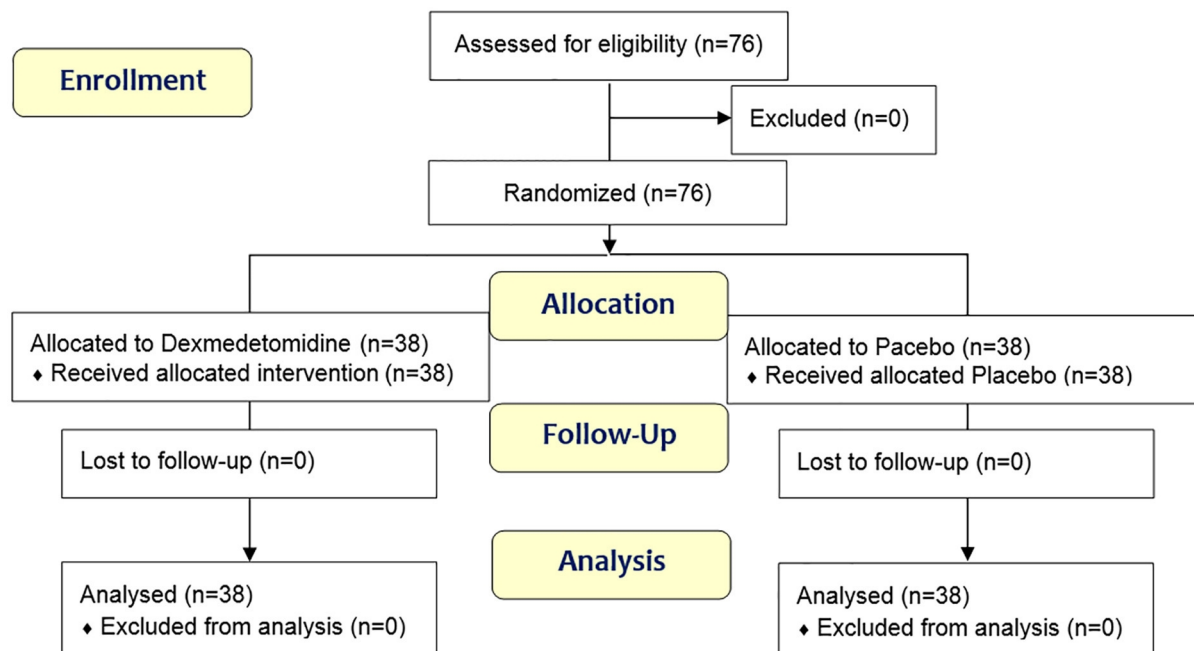 Assessed for eligibility (n=76)
Enrollment
Excluded (n=0)
Randomized (n=76)
Allocation
Allocated to Dexmedetomidine (n=38)
♦ Received allocated intervention (n=38)
Allocated to Pacebo (n=38)
♦ Received allocated Placebo (n=38)
Follow-Up
Lost to follow-up (n=0)
Lost to follow-up (n=0)
Analysis
Analysed (n=38)
♦ Excluded from analysis (n=0)
Analysed (n=38)
♦ Excluded from analysis (n=0)